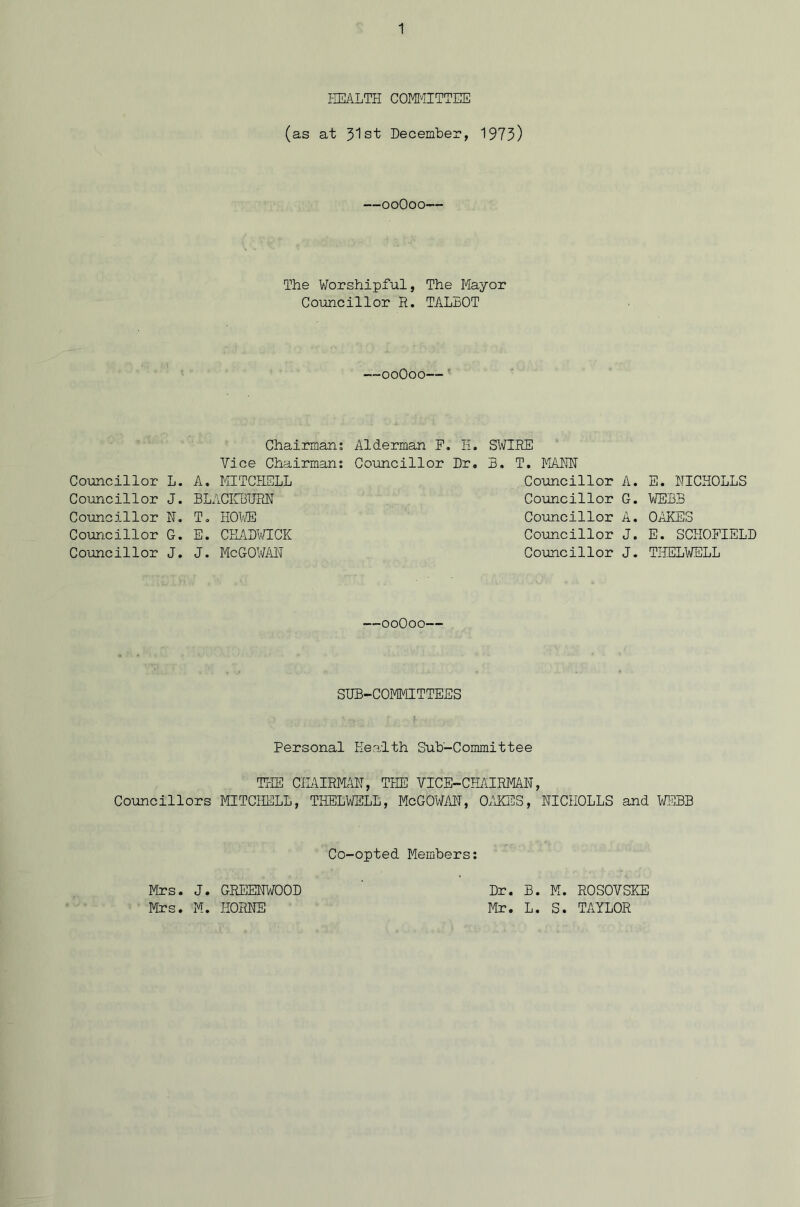 1
HEALTH COMMITTEE
(as at 31st December, 1973)
—ooOoo—
The Worshipful, The Mayor
Councillor R. TALBOT
—ooOoo—
Chairman: Alderman F. H. SWIRE
Vice Chairman: Councillor Dr. B. T. MANN
Councillor L. A. MITCHELL Councillor A. E. NICHOLLS
Councillor J. BLACKBURN Councillor G. WEBB
Councillor N. T. HOWE Councillor A. OAKES
Councillor G. E. CHADWICK Councillor J. E. SCHOFIELD
Councillor J. J. McGOWAN Councillor J. THELWELL
—ooOoo—
SUB-COMMITTEES
Personal Health Sub-Committee
THE CHAIRMAN, THE VICE-CHAIRMAN,
Councillors MITCHELL, THELWELL, McGOWAN, OAKES, NICHOLLS and WEBB
Co-opted Members:
Mrs. J. GREENWOOD Dr. B. M. ROSOVSKE
Mrs. M. HORNE Mr. L. S. TAYLOR